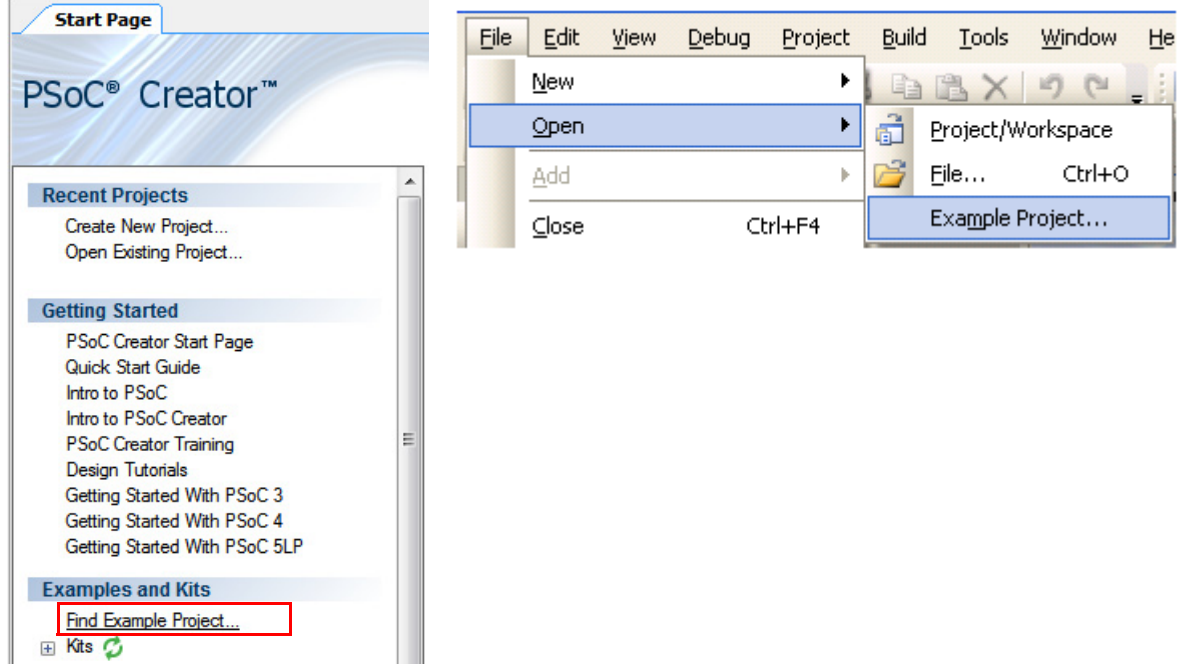 Start Page
PSoC® Creator™
Recent Projects
Create New Project...
Open Existing Project...
Getting Started
PSoC Creator Start Page
Quick Start Guide
Intro to PSoC
Intro to PSoC Creator
PSoC Creator Training
Design Tutorials
Getting Started With PSoC 3
Getting Started With PSoC 4
Getting Started With PSoC 5LP
Examples and Kits
Find Example Project...
Kits
File Edit View Debug Project Build Tools Window He
New
Open
Add
Close Ctrl+F4
Project/Workspace
File... Ctrl+O
Example Project...